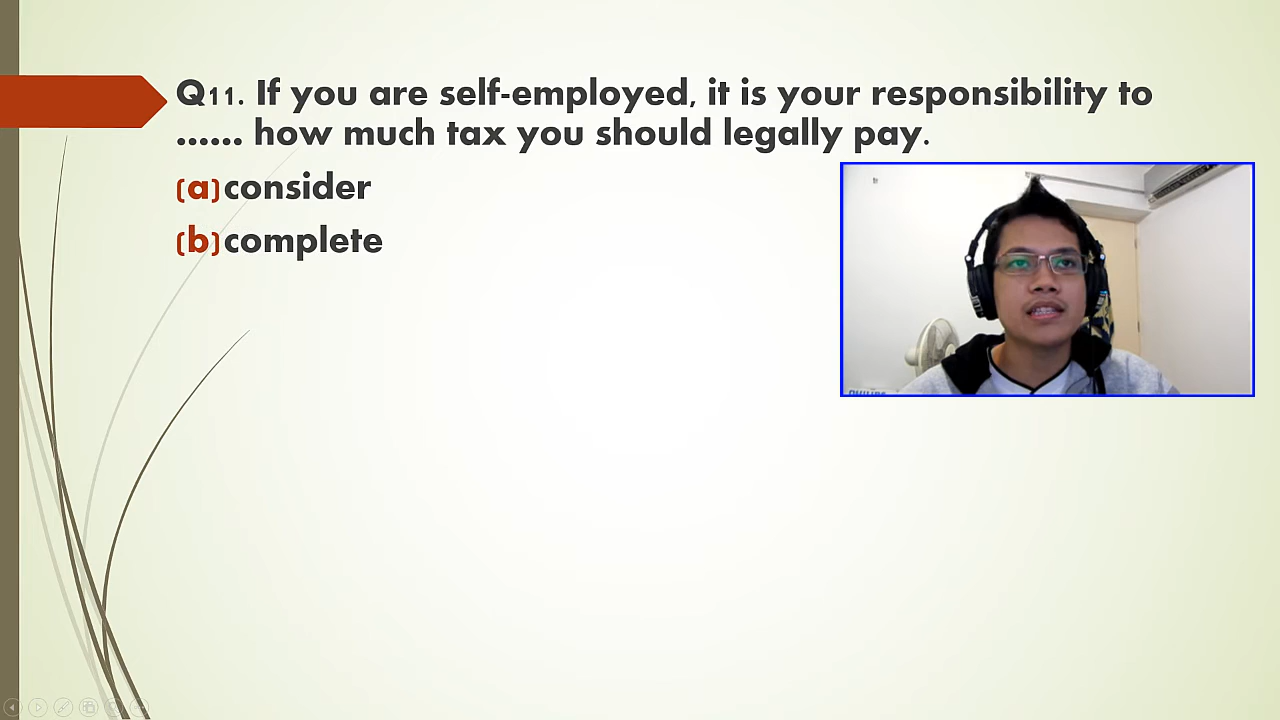 Q11. If you are self-employed, it is your responsibility to
...... how much tax you should legally pay.
(a)consider
(b)complete